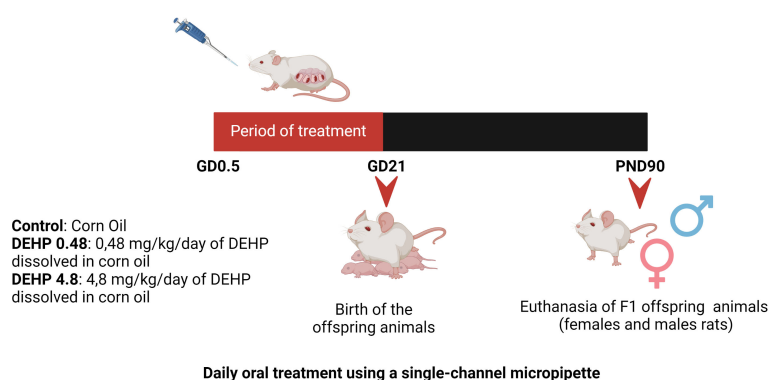 Period of treatment
GD0.5
GD21
PND90
Control: Corn Oil
DEHP 0.48: 0,48 mg/kg/day of DEHP
dissolved in corn oil
DEHP 4.8: 4,8 mg/kg/day of DEHP
dissolved in corn oil
Birth of the
offspring animals
Euthanasia of F1 offspring animals
(females and males rats)
Daily oral treatment using a single-channel micropipette